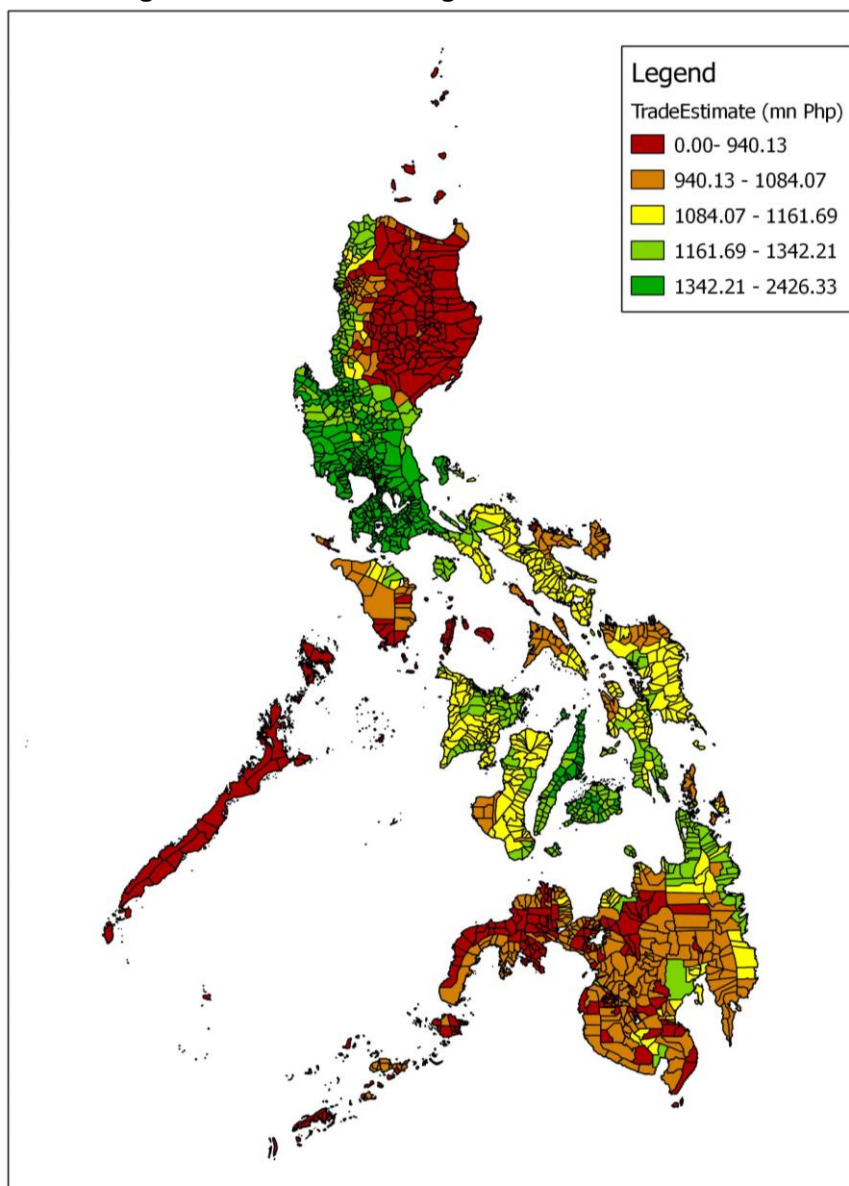 Legend
TradeEstimate (mn Php)
0.00- 940.13
940.13 - 1084.07
1084.07 - 1161.69
1161.69 - 1342.21
1342.21 - 2426.33